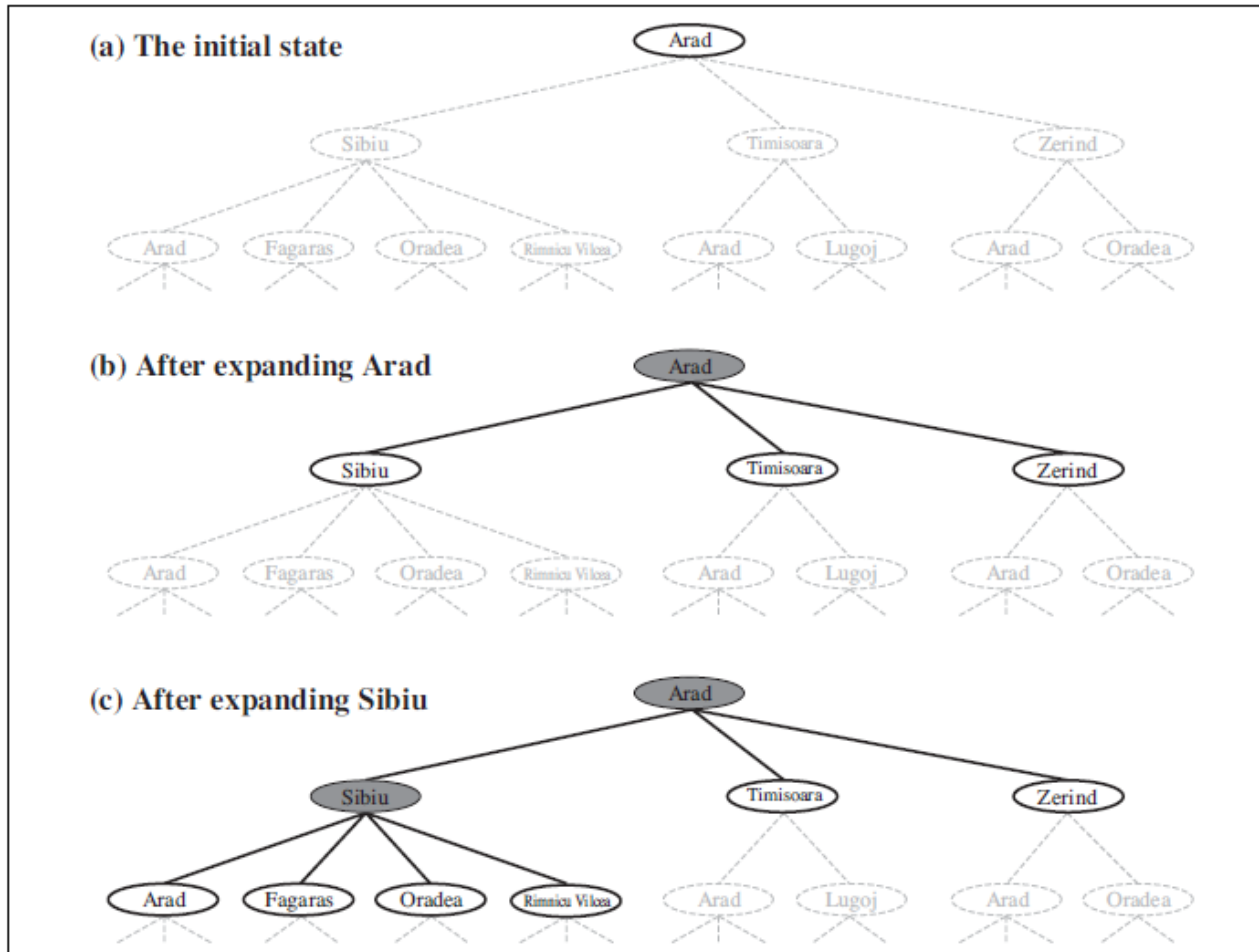 (a) The initial state
Arad
Sibiu Timisoara Zerind
Arad Fagaras Oradea Rimnicu Vilcea Arad Lugoj Arad Oradea
(b) After expanding Arad
Arad
Sibiu Timisoara Zerind
Arad Fagaras Oradea Rimnicu Vilcea Arad Lugoj Arad Oradea
(c) After expanding Sibiu
Arad
Sibiu Timisoara Zerind
Arad Fagaras Oradea Rimnicu Vilcea Arad Lugoj Arad Oradea